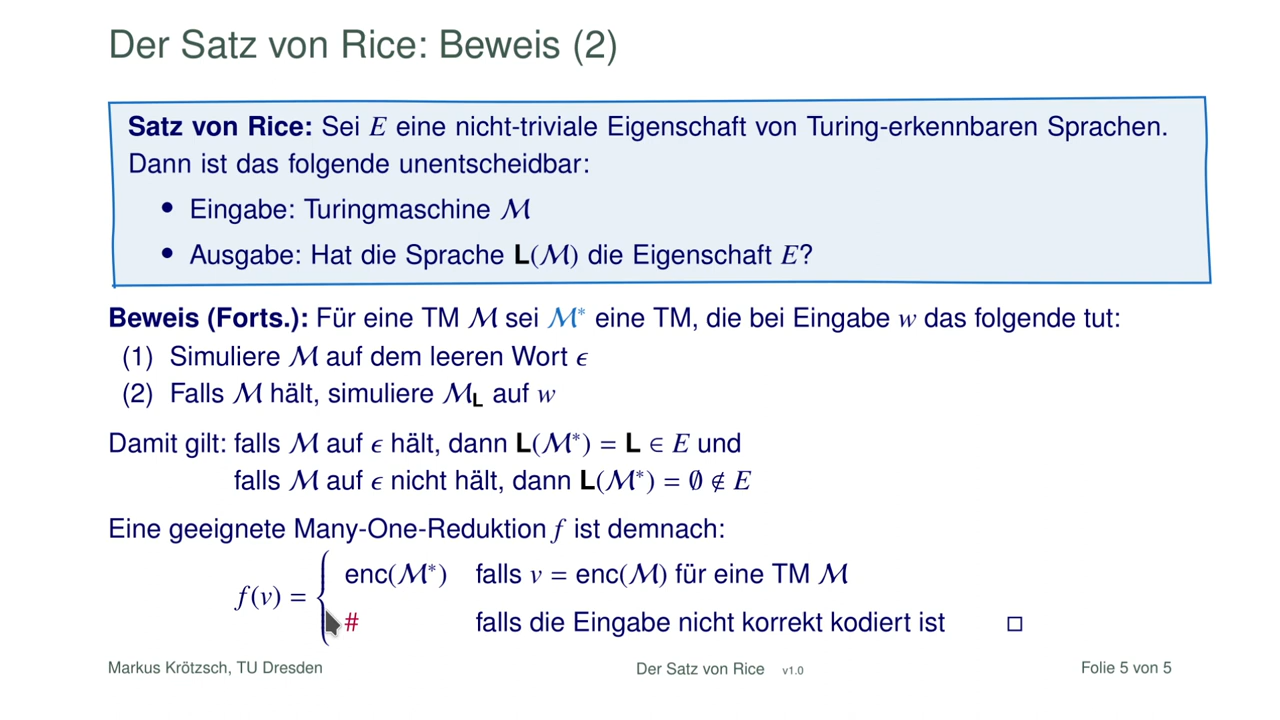 Der Satz von Rice: Beweis (2)
Satz von Rice: Sei E eine nicht-triviale Eigenschaft von Turing-erkennbaren Sprachen.
Dann ist das folgende unentscheidbar:
• Eingabe: Turingmaschine ℳ
• Ausgabe: Hat die Sprache L(ℳ) die Eigenschaft E?
Beweis (Forts.): Für eine TM ℳ sei ℳ* eine TM, die bei Eingabe w das folgende tut:
(1) Simuliere ℳ auf dem leeren Wort ϵ
(2) Falls ℳ hält, simuliere ℳ_L auf w
Damit gilt: falls ℳ auf ϵ hält, dann L(ℳ*) = L ∈ E und
falls ℳ auf ϵ nicht hält, dann L(ℳ*) = ∅ ∉ E
Eine geeignete Many-One-Reduktion f ist demnach:
f(v) = { enc(ℳ*) falls v = enc(ℳ) für eine TM ℳ
# falls die Eingabe nicht korrekt kodiert ist □
Markus Krötzsch, TU Dresden Der Satz von Rice v1.0 Folie 5 von 5